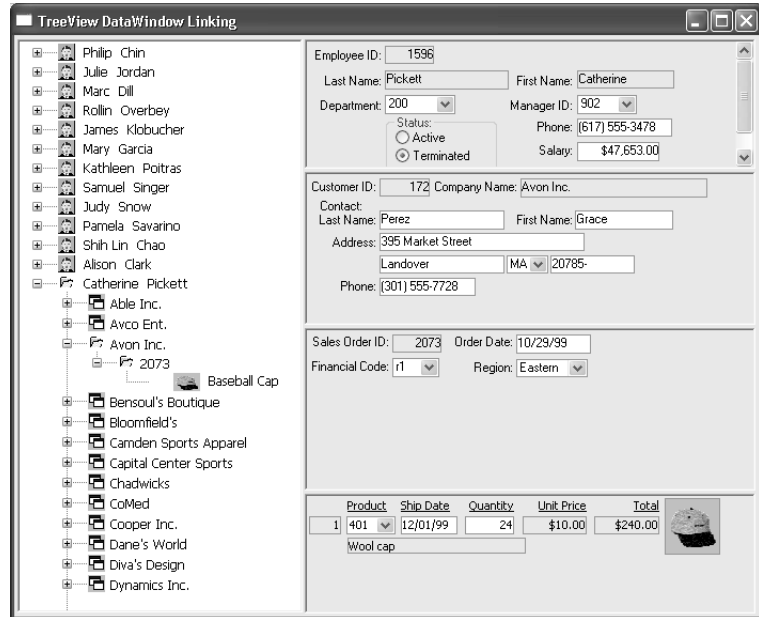 TreeView DataWindow Linking
Philip Chin
Julie Jordan
Marc Dill
Rollin Overbey
James Klobucher
Mary Garcia
Kathleen Poitras
Samuel Singer
Judy Snow
Pamela Savarino
Shih Lin Chao
Alison Clark
Catherine Pickett
Able Inc.
Avco Ent.
Avon Inc.
2073
Baseball Cap
Bensoul's Boutique
Bloomfield's
Camden Sports Apparel
Capital Center Sports
Chadwicks
CoMed
Cooper Inc.
Dane's World
Diva's Design
Dynamics Inc.
Employee ID: 1596
Last Name: Pickett First Name: Catherine
Department: 200 Manager ID: 902
Status: Phone: (617) 555-3478
Active
Terminated Salary: $47,653.00
Customer ID: 172 Company Name: Avon Inc.
Contact:
Last Name: Perez First Name: Grace
Address: 395 Market Street
Landover MA 20785-
Phone: (301) 555-7728
Sales Order ID: 2073 Order Date: 10/29/99
Financial Code: r1 Region: Eastern
Product Ship Date Quantity Unit Price Total
1 401 12/01/99 24 $10.00 $240.00
Wool cap